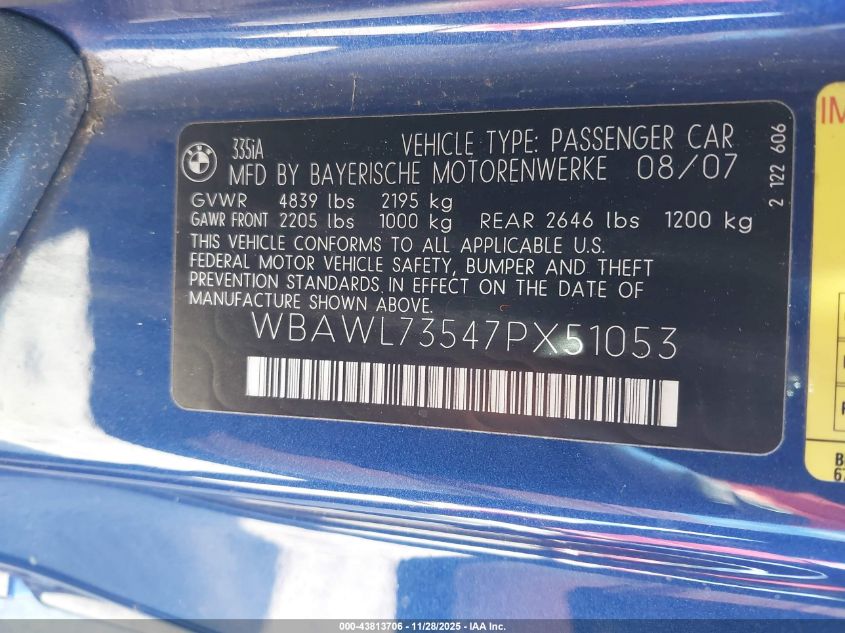 335iA
VEHICLE TYPE: PASSENGER CAR
MFD BY BAYERISCHE MOTORENWERKE 08/07
GVWR 4839 lbs 2195 kg
GAWR FRONT 2205 lbs 1000 kg REAR 2646 lbs 1200 kg
THIS VEHICLE CONFORMS TO ALL APPLICABLE U.S.
FEDERAL MOTOR VEHICLE SAFETY, BUMPER AND THEFT
PREVENTION STANDARDS IN EFFECT ON THE DATE OF
MANUFACTURE SHOWN ABOVE.
WBAWL73547PX51053
2 122 606
IM
000-43813706 - 11/28/2025 - IAA Inc.